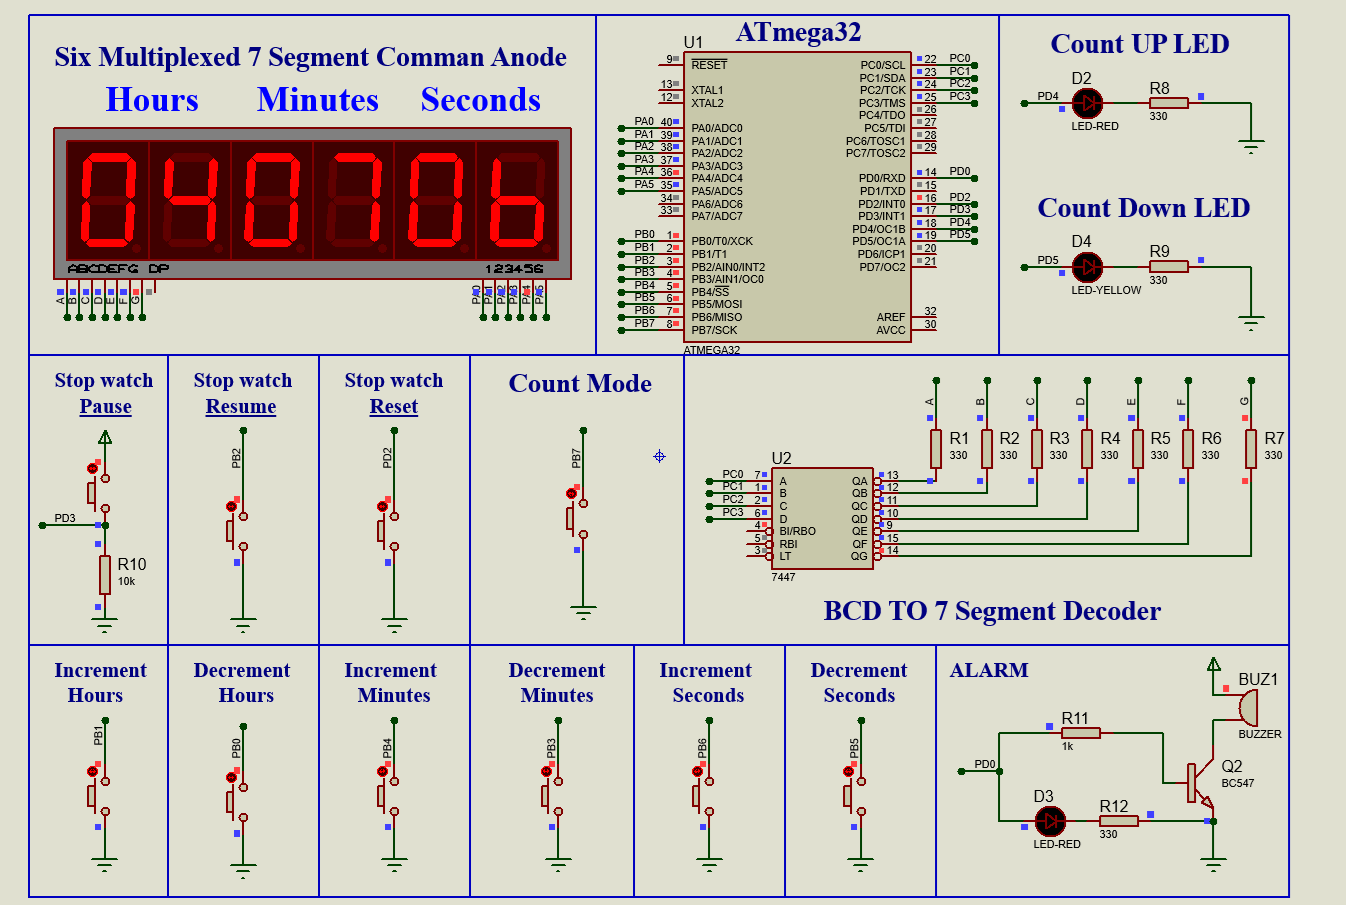 Six Multiplexed 7 Segment Comman Anode
Hours Minutes Seconds
040706
ABCDEFG DP
123456
A B C D E F G
PA0 PA1 PA2 PA3 PA4 PA5
ATmega32
U1
9 RESET
13 XTAL1
12 XTAL2
PA0 40 PA0/ADC0
PA1 39 PA1/ADC1
PA2 38 PA2/ADC2
PA3 37 PA3/ADC3
PA4 36 PA4/ADC4
PA5 35 PA5/ADC5
34 PA6/ADC6
33 PA7/ADC7
PB0 1 PB0/T0/XCK
PB1 2 PB1/T1
PB2 3 PB2/AIN0/INT2
PB3 4 PB3/AIN1/OC0
PB4 5 PB4/SS
PB5 6 PB5/MOSI
PB6 7 PB6/MISO
PB7 8 PB7/SCK
PC0/SCL 22 PC0
PC1/SDA 23 PC1
PC2/TCK 24 PC2
PC3/TMS 25 PC3
PC4/TDO 26
PC5/TDI 27
PC6/TOSC1 28
PC7/TOSC2 29
PD0/RXD 14 PD0
PD1/TXD 15
PD2/INT0 16 PD2
PD3/INT1 17 PD3
PD4/OC1B 18 PD4
PD5/OC1A 19 PD5
PD6/ICP1 20
PD7/OC2 21
AREF 32
AVCC 30
ATMEGA32
Count UP LED
D2
PD4
LED-RED
R8
330
Count Down LED
D4
PD5
LED-YELLOW
R9
330
Stop watch
Pause
PD3
R10
10k
Stop watch
Resume
PB2
Stop watch
Reset
PD2
Count Mode
PB7
A B C D E F G
R1 R2 R3 R4 R5 R6 R7
330 330 330 330 330 330 330
U2
PC0 7 A QA 13
PC1 1 B QB 12
PC2 2 C QC 11
PC3 6 D QD 10
4 BI/RBO QE 9
5 RBI QF 15
3 LT QG 14
7447
BCD TO 7 Segment Decoder
Increment
Hours
PB1
Decrement
Hours
PB0
Increment
Minutes
PB4
Decrement
Minutes
PB3
Increment
Seconds
PB6
Decrement
Seconds
PB5
ALARM
BUZ1
BUZZER
R11
1k
Q2
BC547
PD0
D3
LED-RED
R12
330